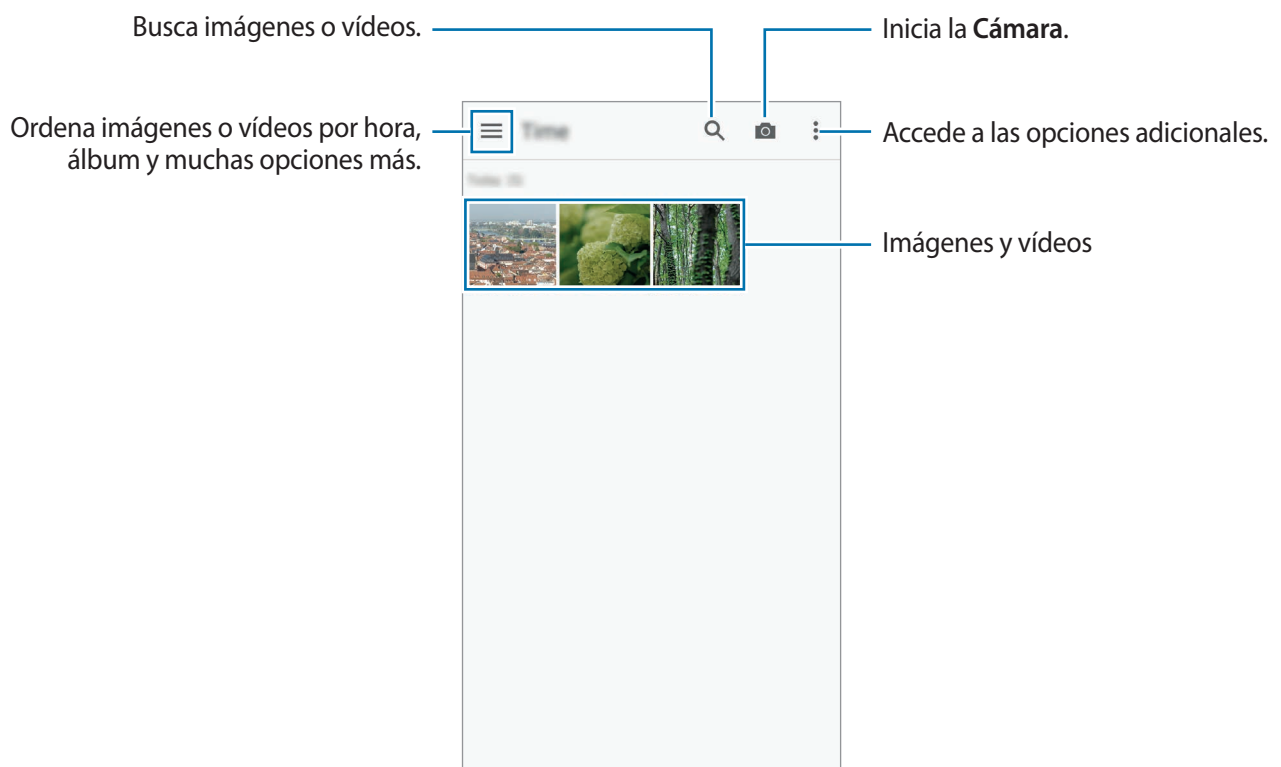 Busca imágenes o vídeos.
Inicia la Cámara.
Ordena imágenes o vídeos por hora,
álbum y muchas opciones más.
Time
Accede a las opciones adicionales.
Imágenes y vídeos